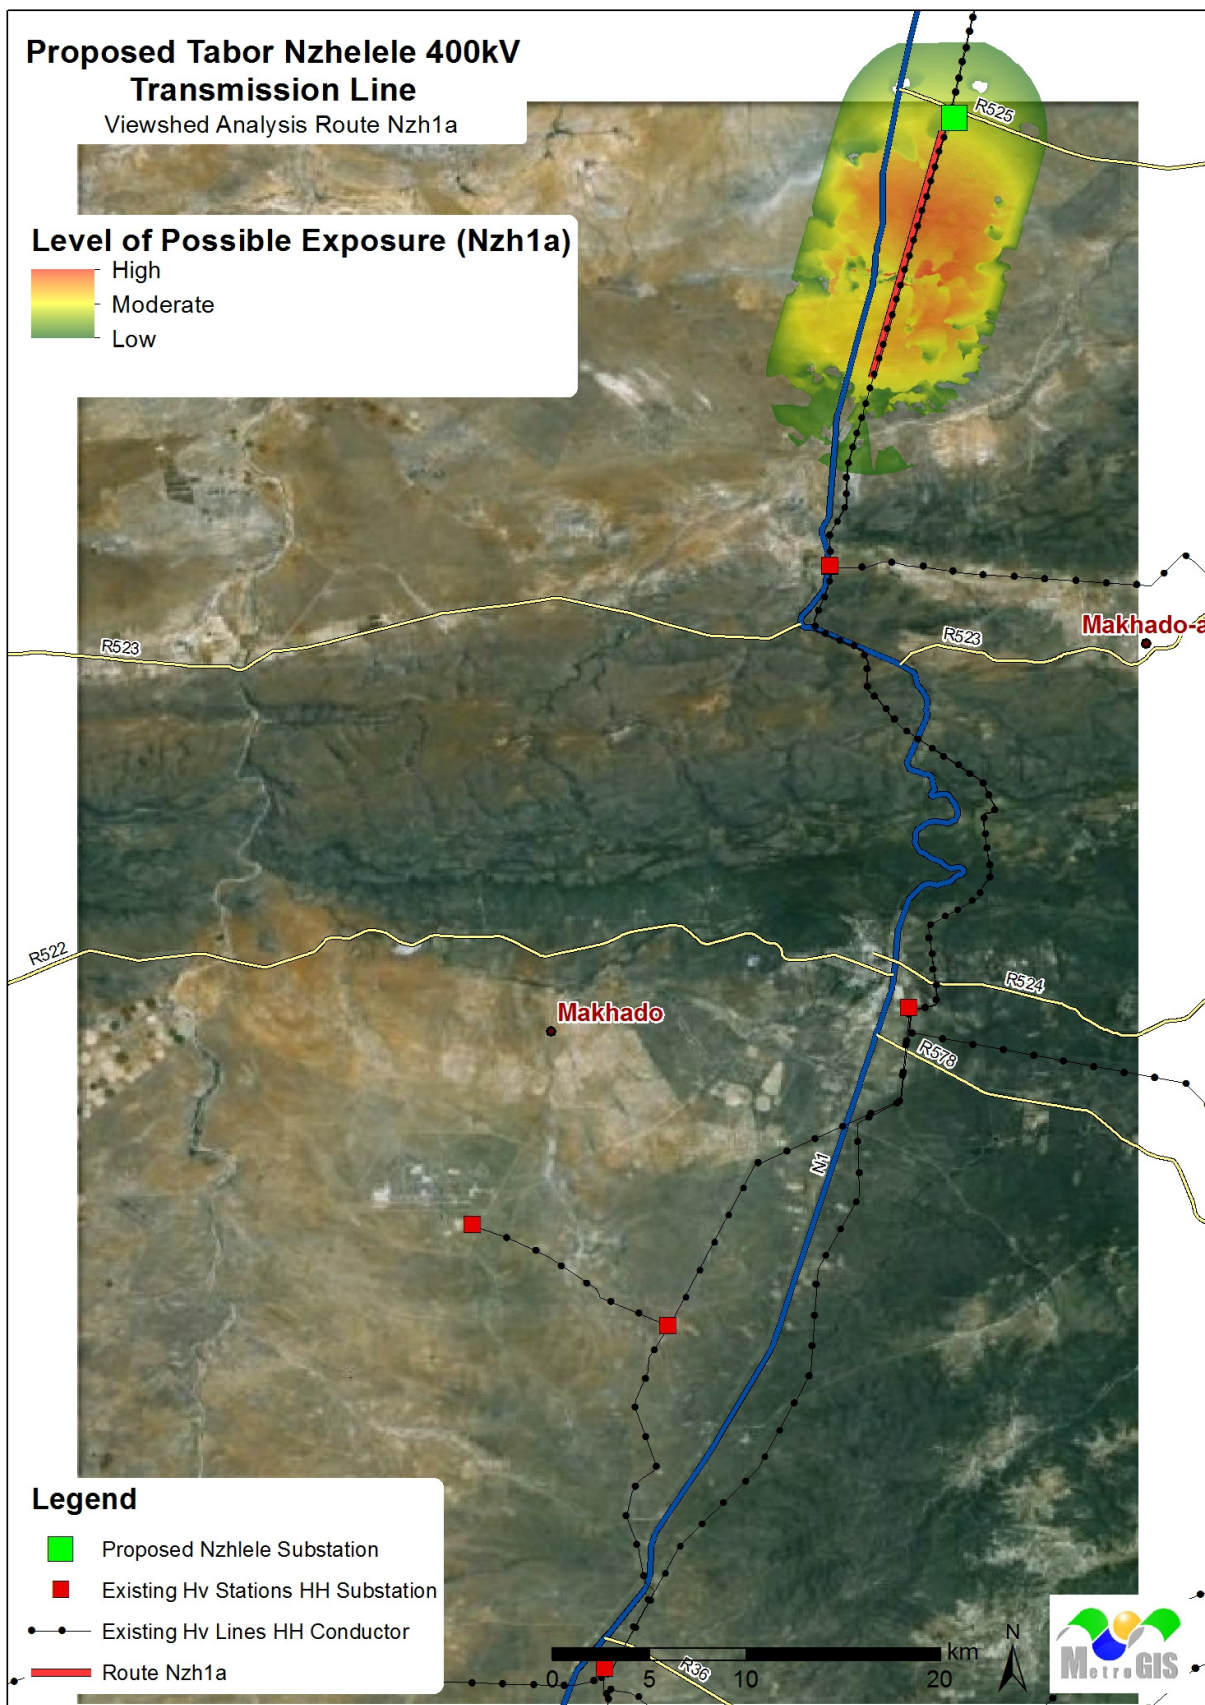 Proposed Tabor Nzhelele 400kV
Transmission Line
Viewshed Analysis Route Nzh1a
R525
Level of Possible Exposure (Nzh1a)
High
Moderate
Low
R523
R523
Makhado-a
R522
R524
Makhado
R578
N1
Legend
Proposed Nzhlele Substation
Existing Hv Stations HH Substation
Existing Hv Lines HH Conductor
Route Nzh1a
R36
0 5 10 20
km
N
MetroGIS